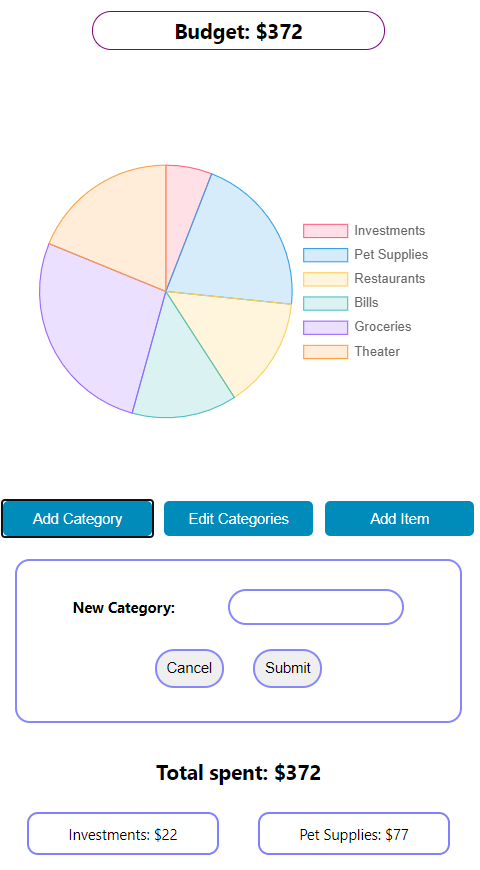 Budget: $372
Investments
Pet Supplies
Restaurants
Bills
Groceries
Theater
Add Category Edit Categories Add Item
New Category:
Cancel Submit
Total spent: $372
Investments: $22 Pet Supplies: $77